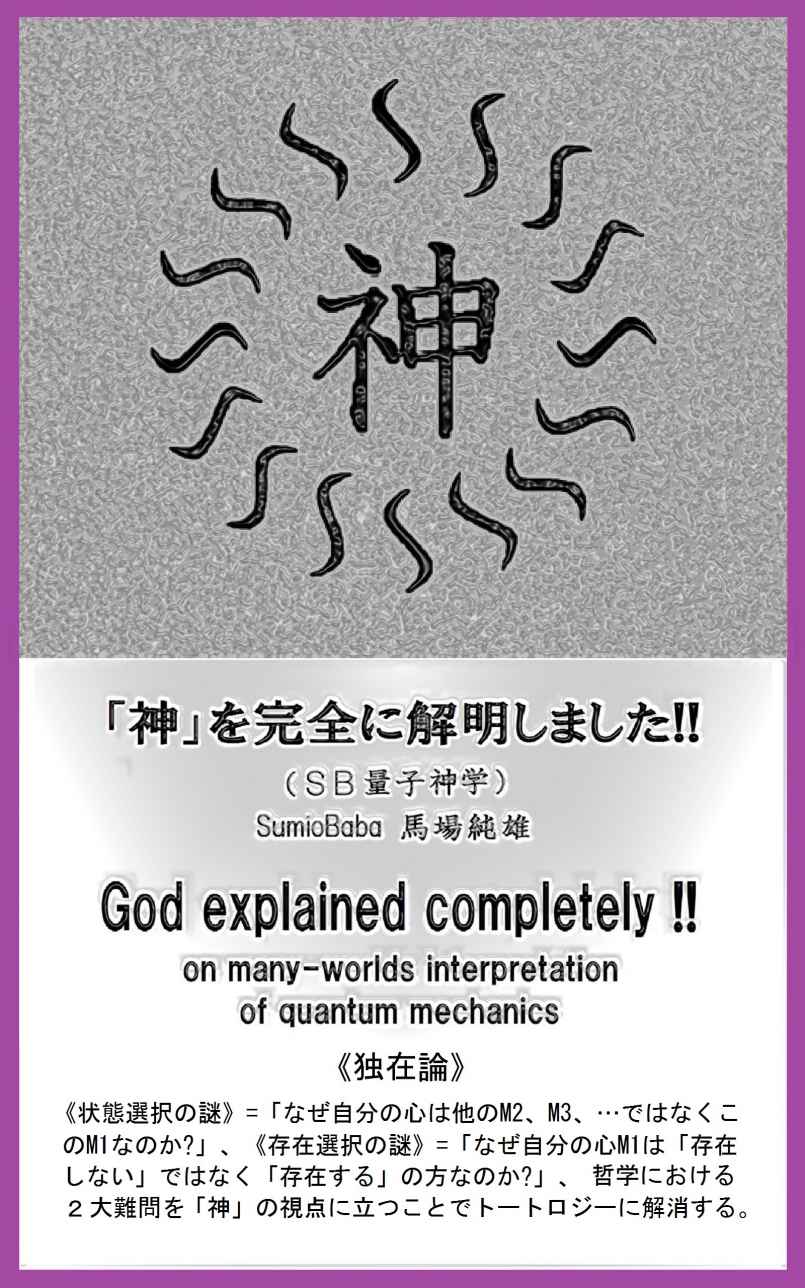 神
「神」を完全に解明しました!!
（ＳＢ量子神学）
SumioBaba 馬場純雄
God explained completely !!
on many-worlds interpretation
of quantum mechanics
《独在論》
《状態選択の謎》=「なぜ自分の心は他のM2、M3、…ではなくこ
のM1なのか?」、《存在選択の謎》=「なぜ自分の心M1は「存在
しない」ではなく「存在する」の方なのか?」、 哲学における
２大難問を「神」の視点に立つことでトートロジーに解消する。